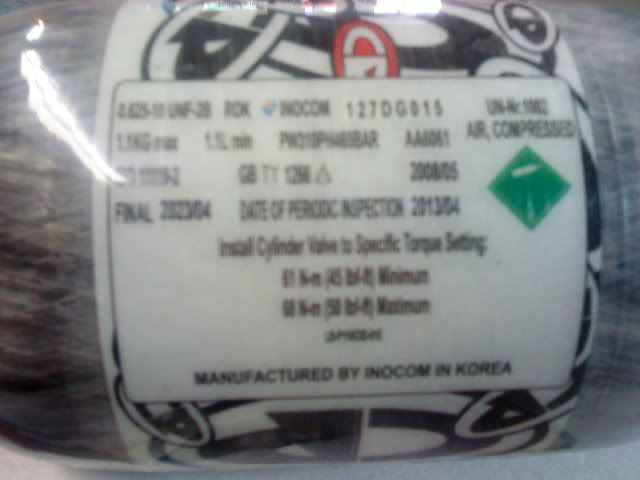 0.625-18 UNF-2B ROK INOCOM 127DG015 UN-Nr:1002
1.1KG max 1.1L min PW310PH465BAR AA6061 AIR, COMPRESSED
GB TT 1266 2008/05
FINAL 2023/04 DATE OF PERIODIC INSPECTION 2013/04
Install Cylinder Valve to Specific Torque Setting:
61 N-m (45 lbf-ft) Minimum
68 N-m (50 lbf-ft) Maximum
MANUFACTURED BY INOCOM IN KOREA